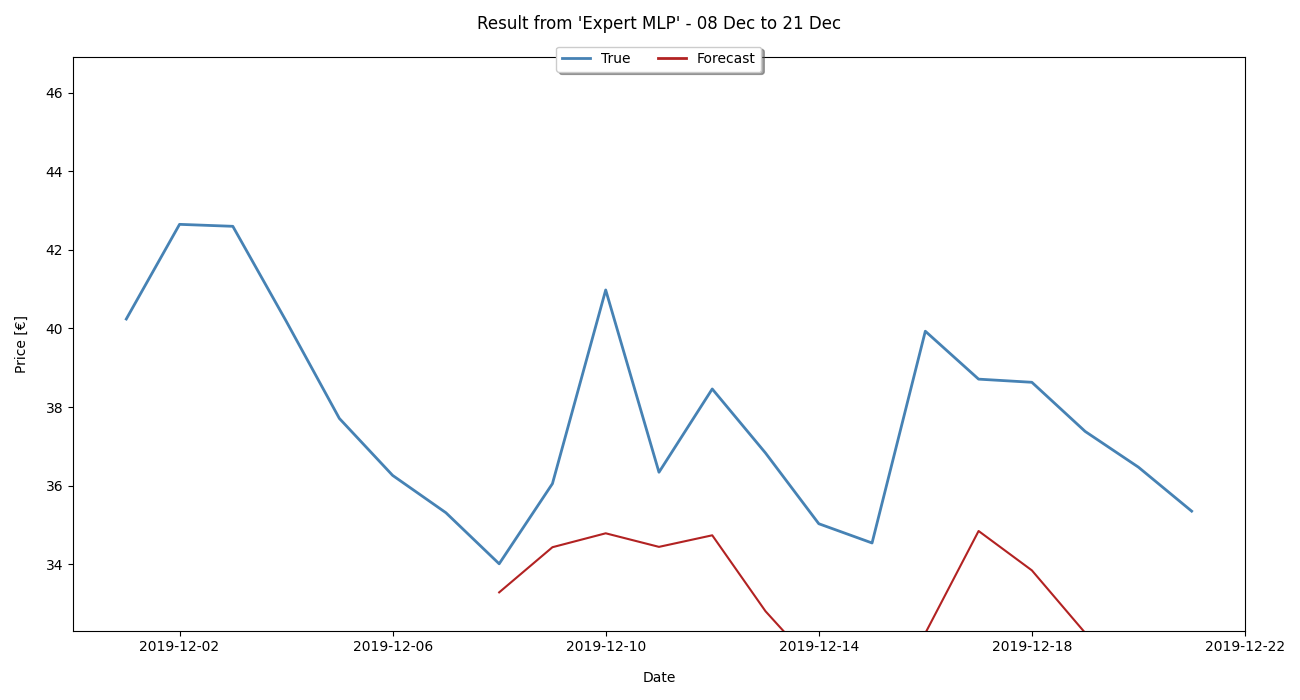 Result from 'Expert MLP' - 08 Dec to 21 Dec
True Forecast
46
44
42
40
38
36
34
Price [€]
2019-12-02 2019-12-06 2019-12-10 2019-12-14 2019-12-18 2019-12-22
Date